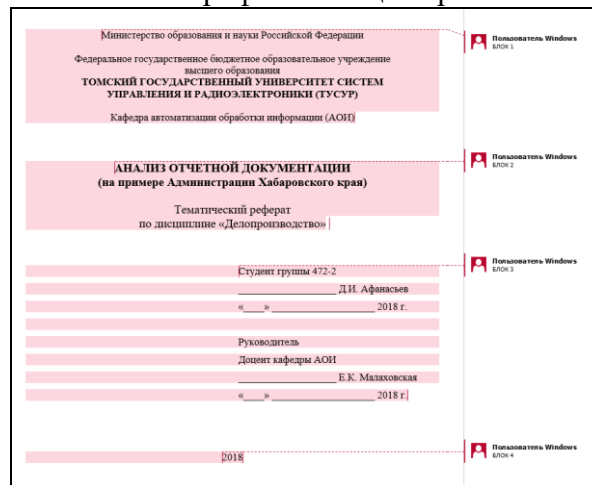 Министерство образования и науки Российской Федерации
Федеральное государственное бюджетное образовательное учреждение
высшего образования
ТОМСКИЙ ГОСУДАРСТВЕННЫЙ УНИВЕРСИТЕТ СИСТЕМ
УПРАВЛЕНИЯ И РАДИОЭЛЕКТРОНИКИ (ТУСУР)
Кафедра автоматизации обработки информации (АОИ)
Пользователь Windows
БЛОК 1
АНАЛИЗ ОТЧЕТНОЙ ДОКУМЕНТАЦИИ
(на примере Администрации Хабаровского края)
Тематический реферат
по дисциплине «Делопроизводство»
Пользователь Windows
БЛОК 2
Студент группы 472-2
__________________ Д.И. Афанасьев
«____» ___________________ 2018 г.
Руководитель
Доцент кафедры АОИ
__________________ Е.К. Малаховская
«____» ___________________ 2018 г.
Пользователь Windows
БЛОК 3
2018
Пользователь Windows
БЛОК 4